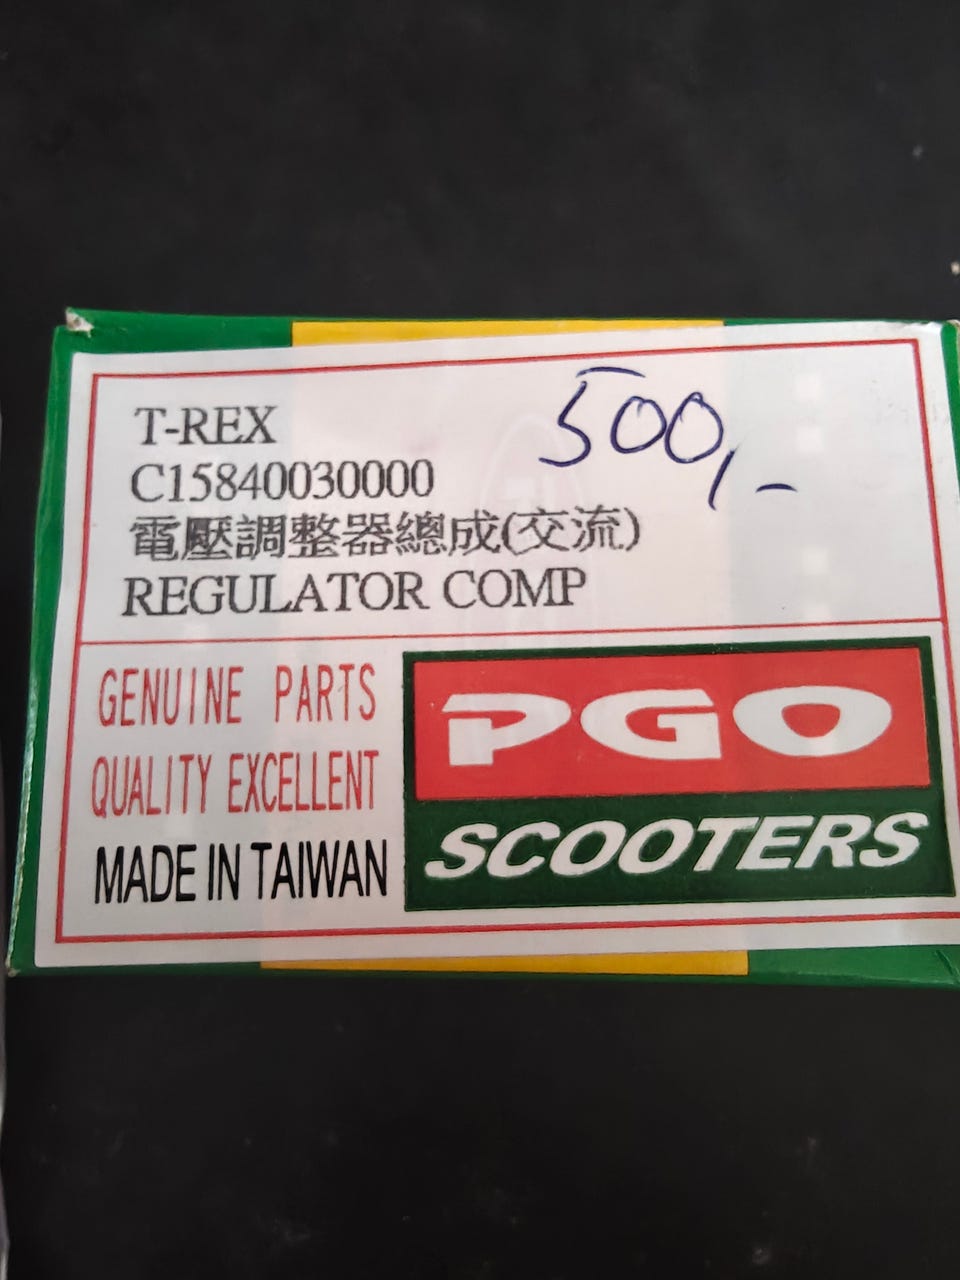 T-REX
500,-
C15840030000
電壓調整器總成(交流)
REGULATOR COMP
GENUINE PARTS
QUALITY EXCELLENT
MADE IN TAIWAN
PGO
SCOOTERS